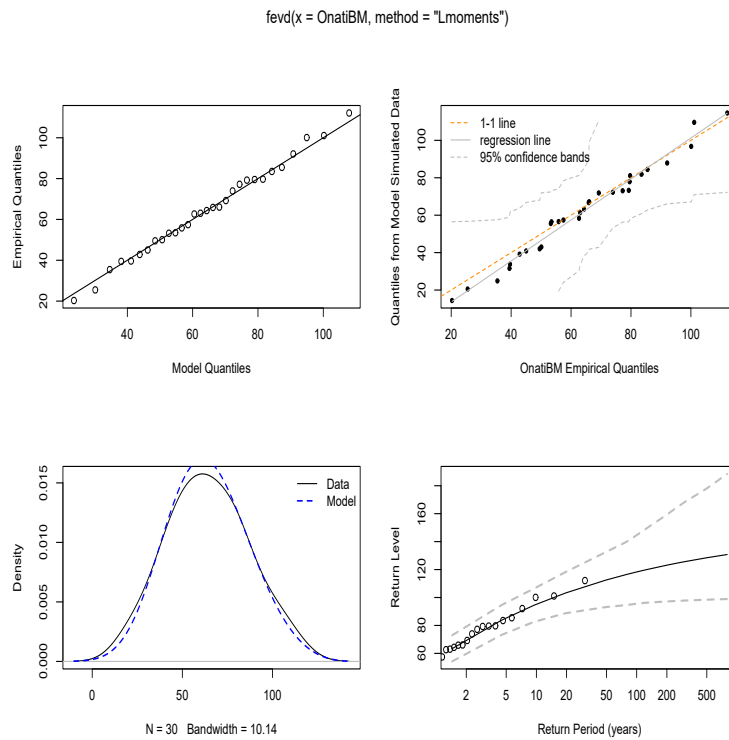 fevd(x = OnatiBM, method = "Lmoments")
Empirical Quantiles
20 40 60 80 100
40 60 80 100
Model Quantiles
Quantiles from Model Simulated Data
20 40 60 80 100
1-1 line
regression line
95% confidence bands
20 40 60 80 100
OnatiBM Empirical Quantiles
Density
0.000 0.005 0.010 0.015
Data
Model
0 50 100
N = 30 Bandwidth = 10.14
Return Level
60 80 120 160
2 5 10 20 50 100 200 500
Return Period (years)